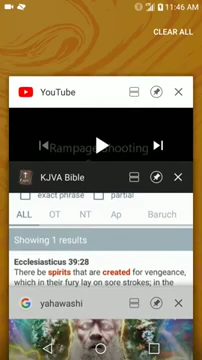 11:46 AM
CLEAR ALL
YouTube
Rampage Shooting
KJVA Bible
exact phrase partial
ALL OT NT Ap Baruch
Showing 1 results
Ecclesiasticus 39:28
There be spirits that are created for vengeance,
which in their fury lay on sore strokes; in the
yahawashi